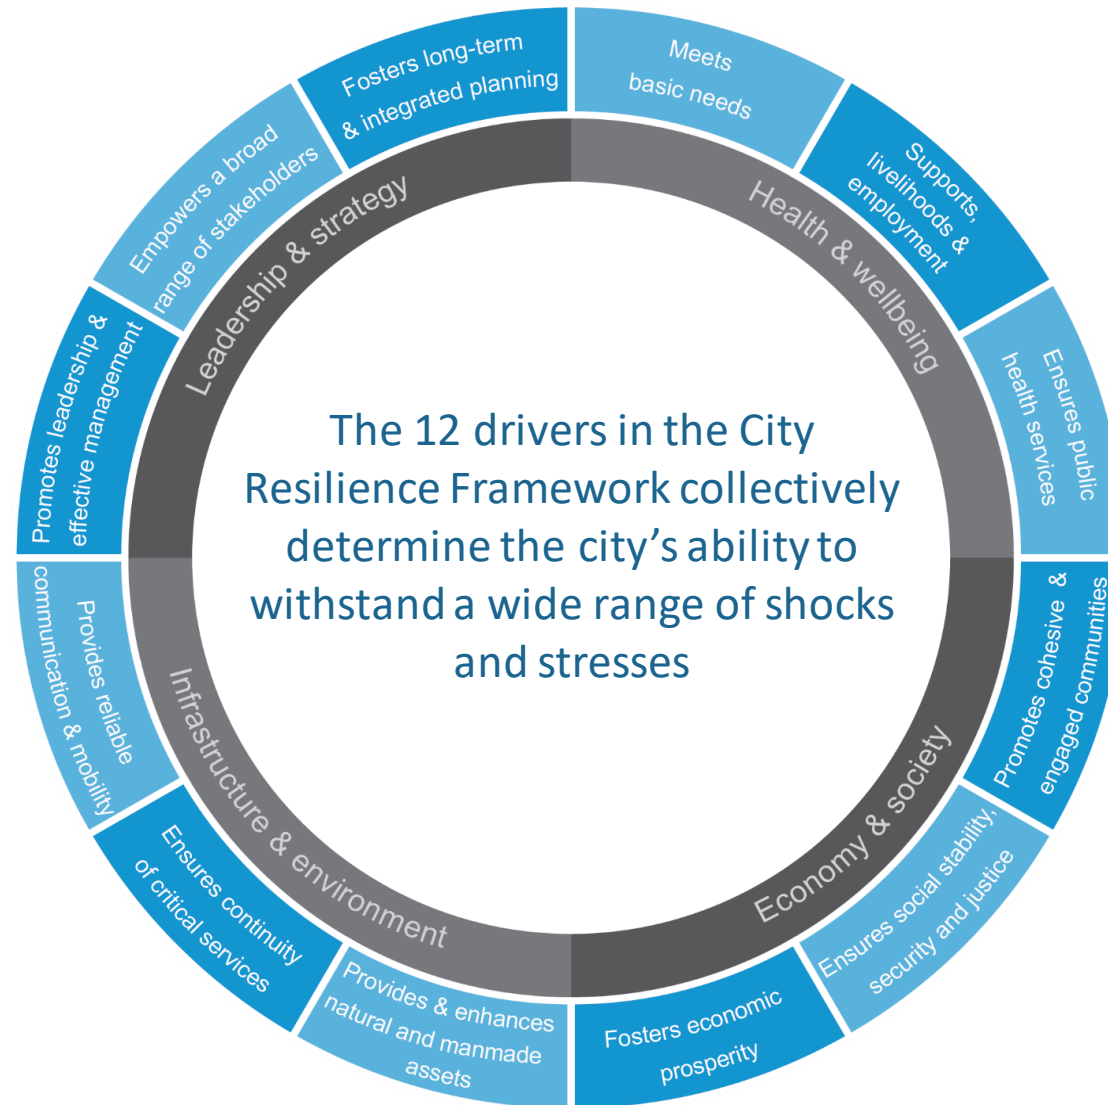 Fosters long-term
& integrated planning
Meets
basic needs
Supports,
livelihoods &
employment
Ensures public
health services
Promotes cohesive &
engaged communities
Ensures social stability,
security and justice
Fosters economic
prosperity
Provides & enhances
natural and manmade
assets
Ensures continuity
of critical services
Provides reliable
communication & mobility
Promotes leadership &
effective management
Empowers a broad
range of stakeholders
Leadership & strategy
Health & wellbeing
Economy & society
Infrastructure & environment
The 12 drivers in the City
Resilience Framework collectively
determine the city’s ability to
withstand a wide range of shocks
and stresses